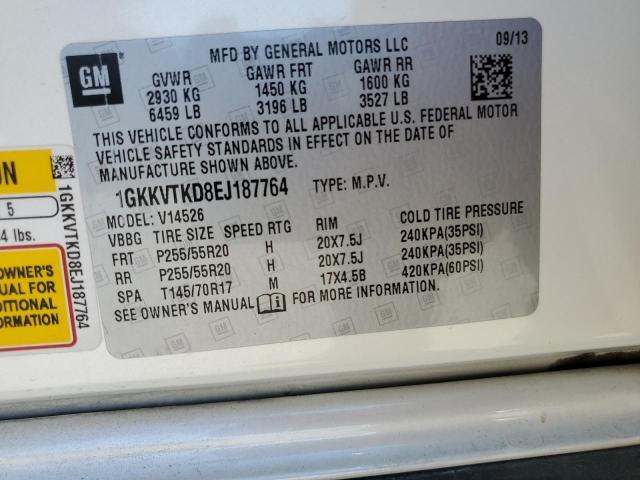 GM
MFD BY GENERAL MOTORS LLC
09/13
GVWR GAWR FRT GAWR RR
2930 KG 1450 KG 1600 KG
6459 LB 3196 LB 3527 LB
THIS VEHICLE CONFORMS TO ALL APPLICABLE U.S. FEDERAL MOTOR
VEHICLE SAFETY STANDARDS IN EFFECT ON THE DATE OF
MANUFACTURE SHOWN ABOVE.
1GKKVTKD8EJ187764 TYPE: M.P.V.
MODEL: V14526
VBBG TIRE SIZE SPEED RTG RIM COLD TIRE PRESSURE
FRT P255/55R20 H 20X7.5J 240KPA(35PSI)
RR P255/55R20 H 20X7.5J 240KPA(35PSI)
SPA T145/70R17 M 17X4.5B 420KPA(60PSI)
SEE OWNER'S MANUAL FOR MORE INFORMATION.
5
4 lbs.
OWNER'S
FOR
1GKKVTKD8EJ187764